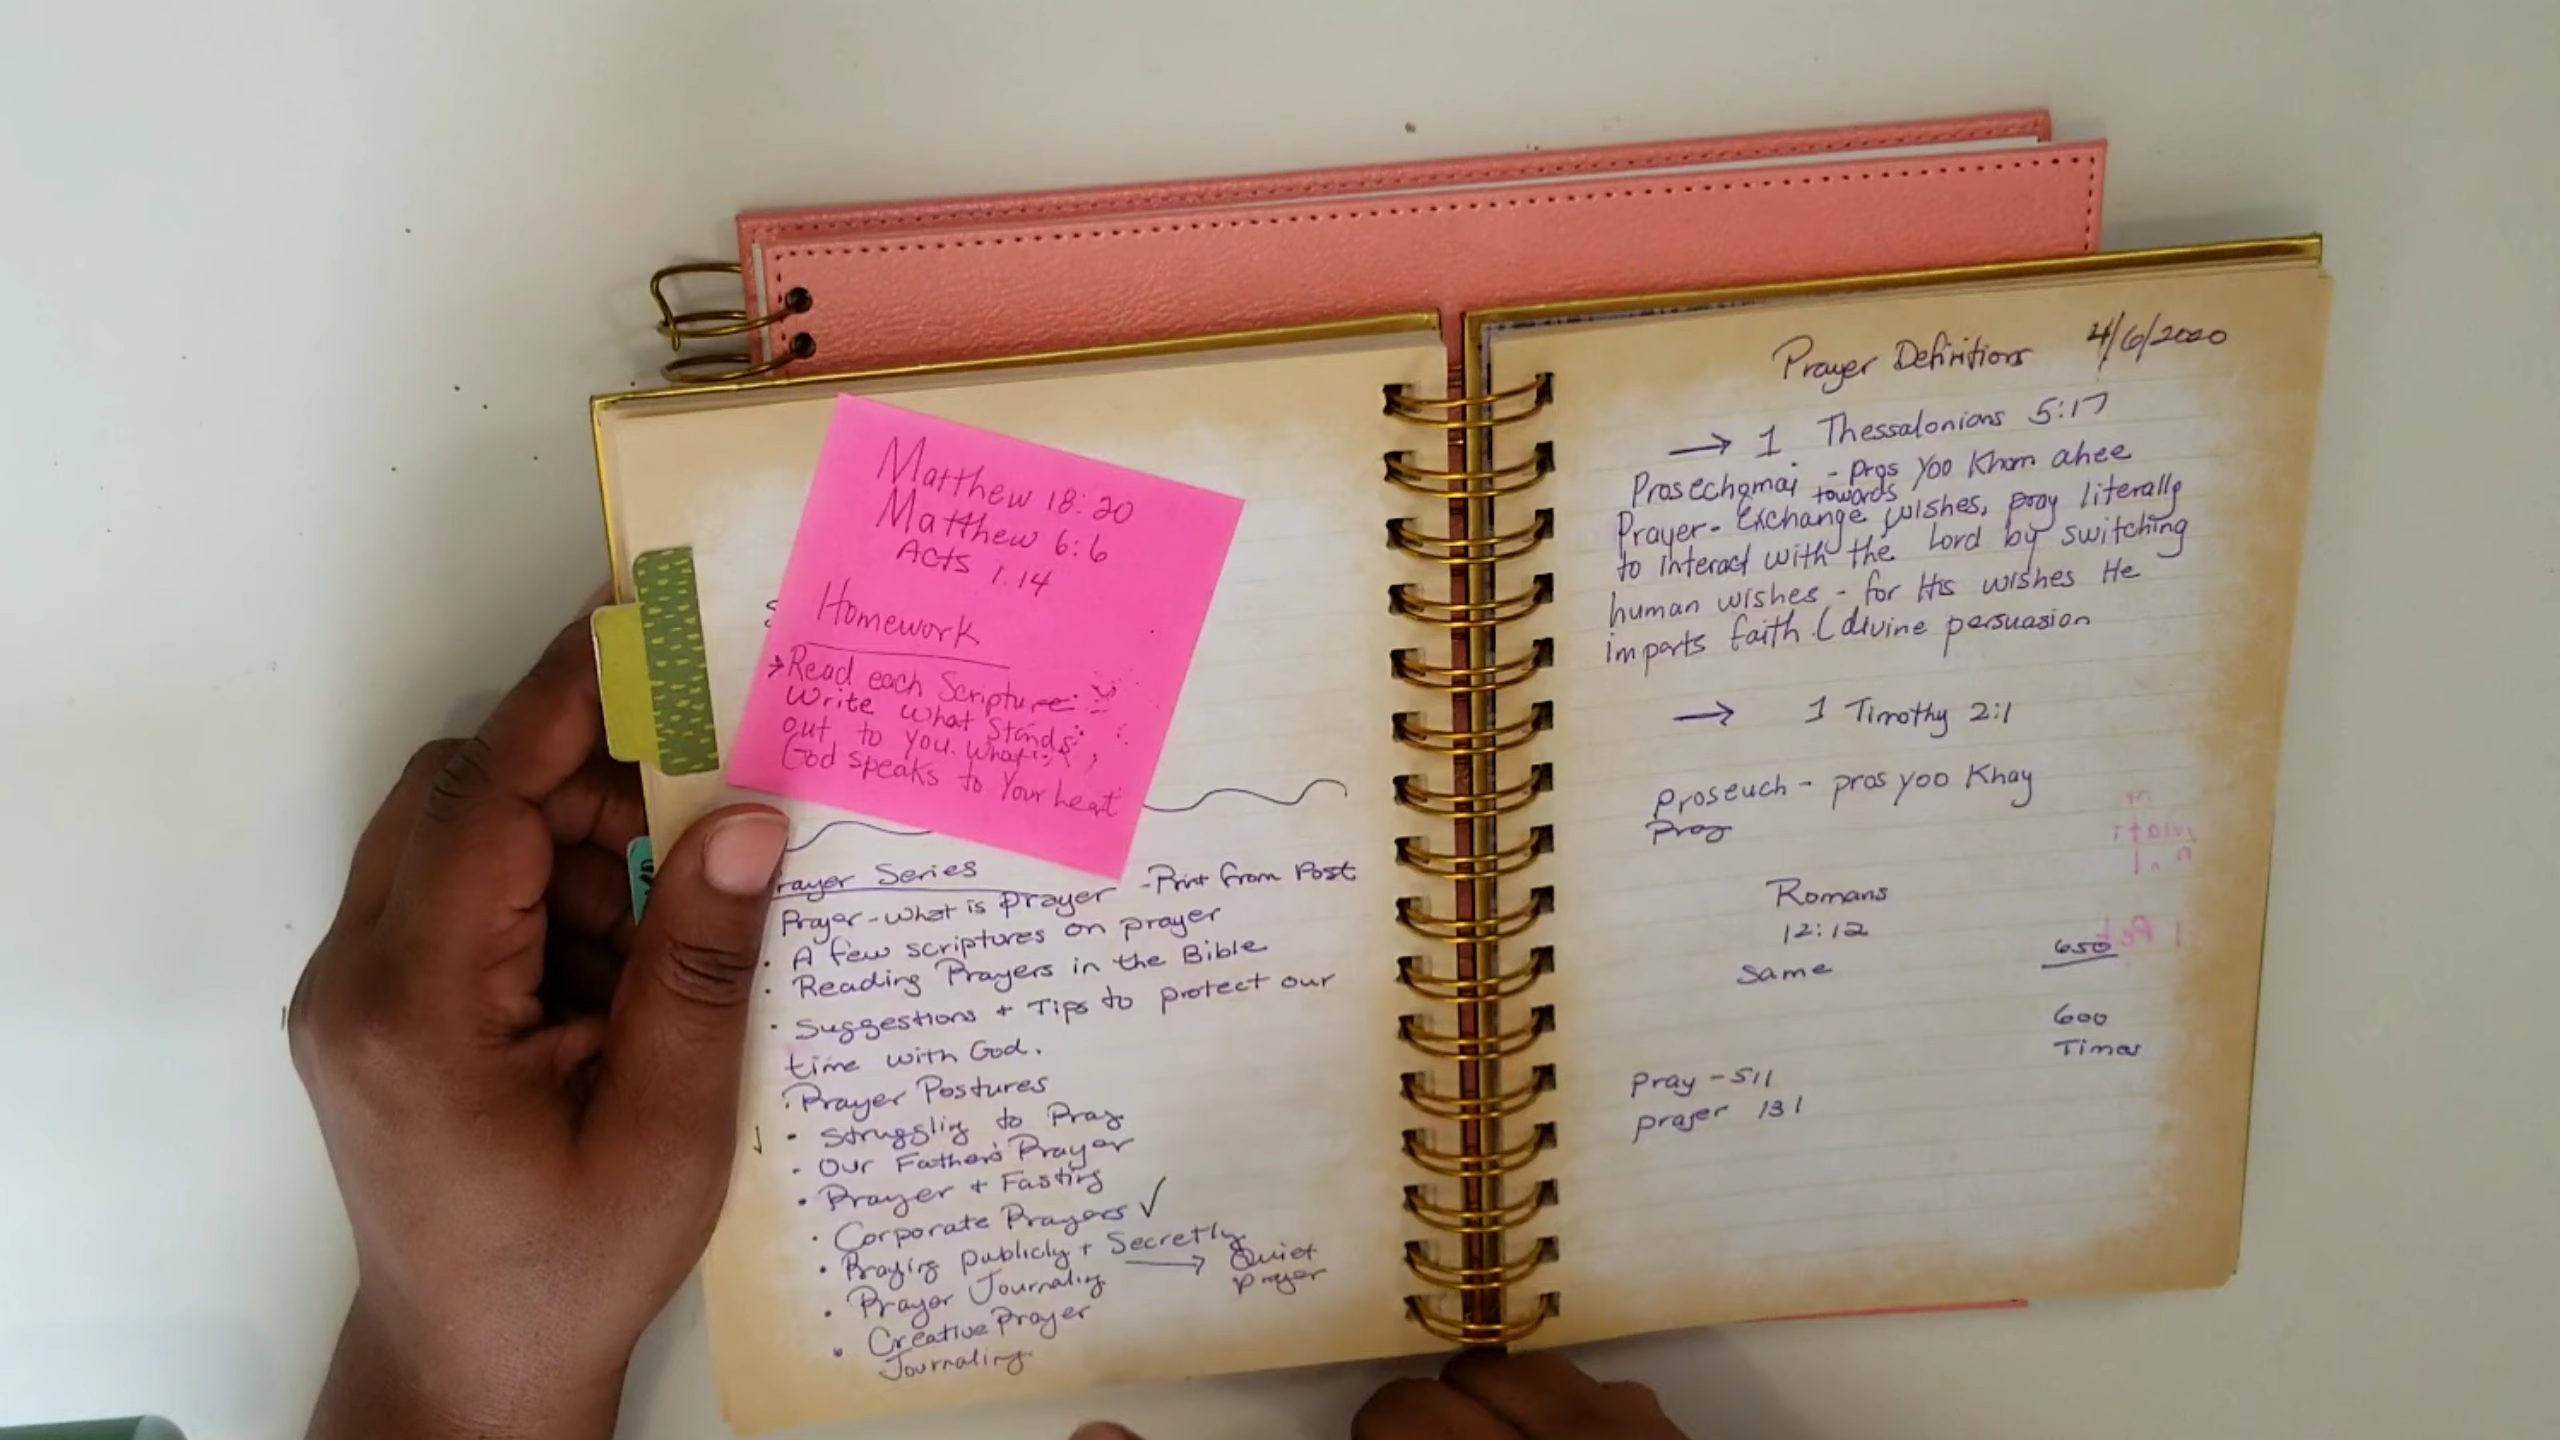 Matthew 18:20
Matthew 6:6
Acts 1.14
Homework
→ Read each Scripture
Write what Stands
out to you. What
God speaks to Your heart
rayer Series
Prayer - What is prayer - Print from Post
• A few scriptures on prayer
• Reading Prayers in the Bible
• Suggestions + Tips to protect our
time with God.
• Prayer Postures
• Struggling to Pray
• Our Father's Prayer
• Prayer + Fasting
• Corporate Prayers ✓
• Praying publicly + Secretly
• Prayer Journaling → Quiet
prayer
• Creative Prayer
Journaling
Prayer Definitions 4/6/2020
→ 1 Thessalonians 5:17
Prosechomai - pros yoo Khom ahee
towards
Prayer - Exchange wishes, pray literally
to interact with the Lord by switching
human wishes - for His wishes He
imparts faith (divine persuasion
→ 1 Timothy 2:1
Proseuch - pros yoo Khay
Pray
Romans
12:12
Same
650
600
Times
Pray - 511
prayer 131